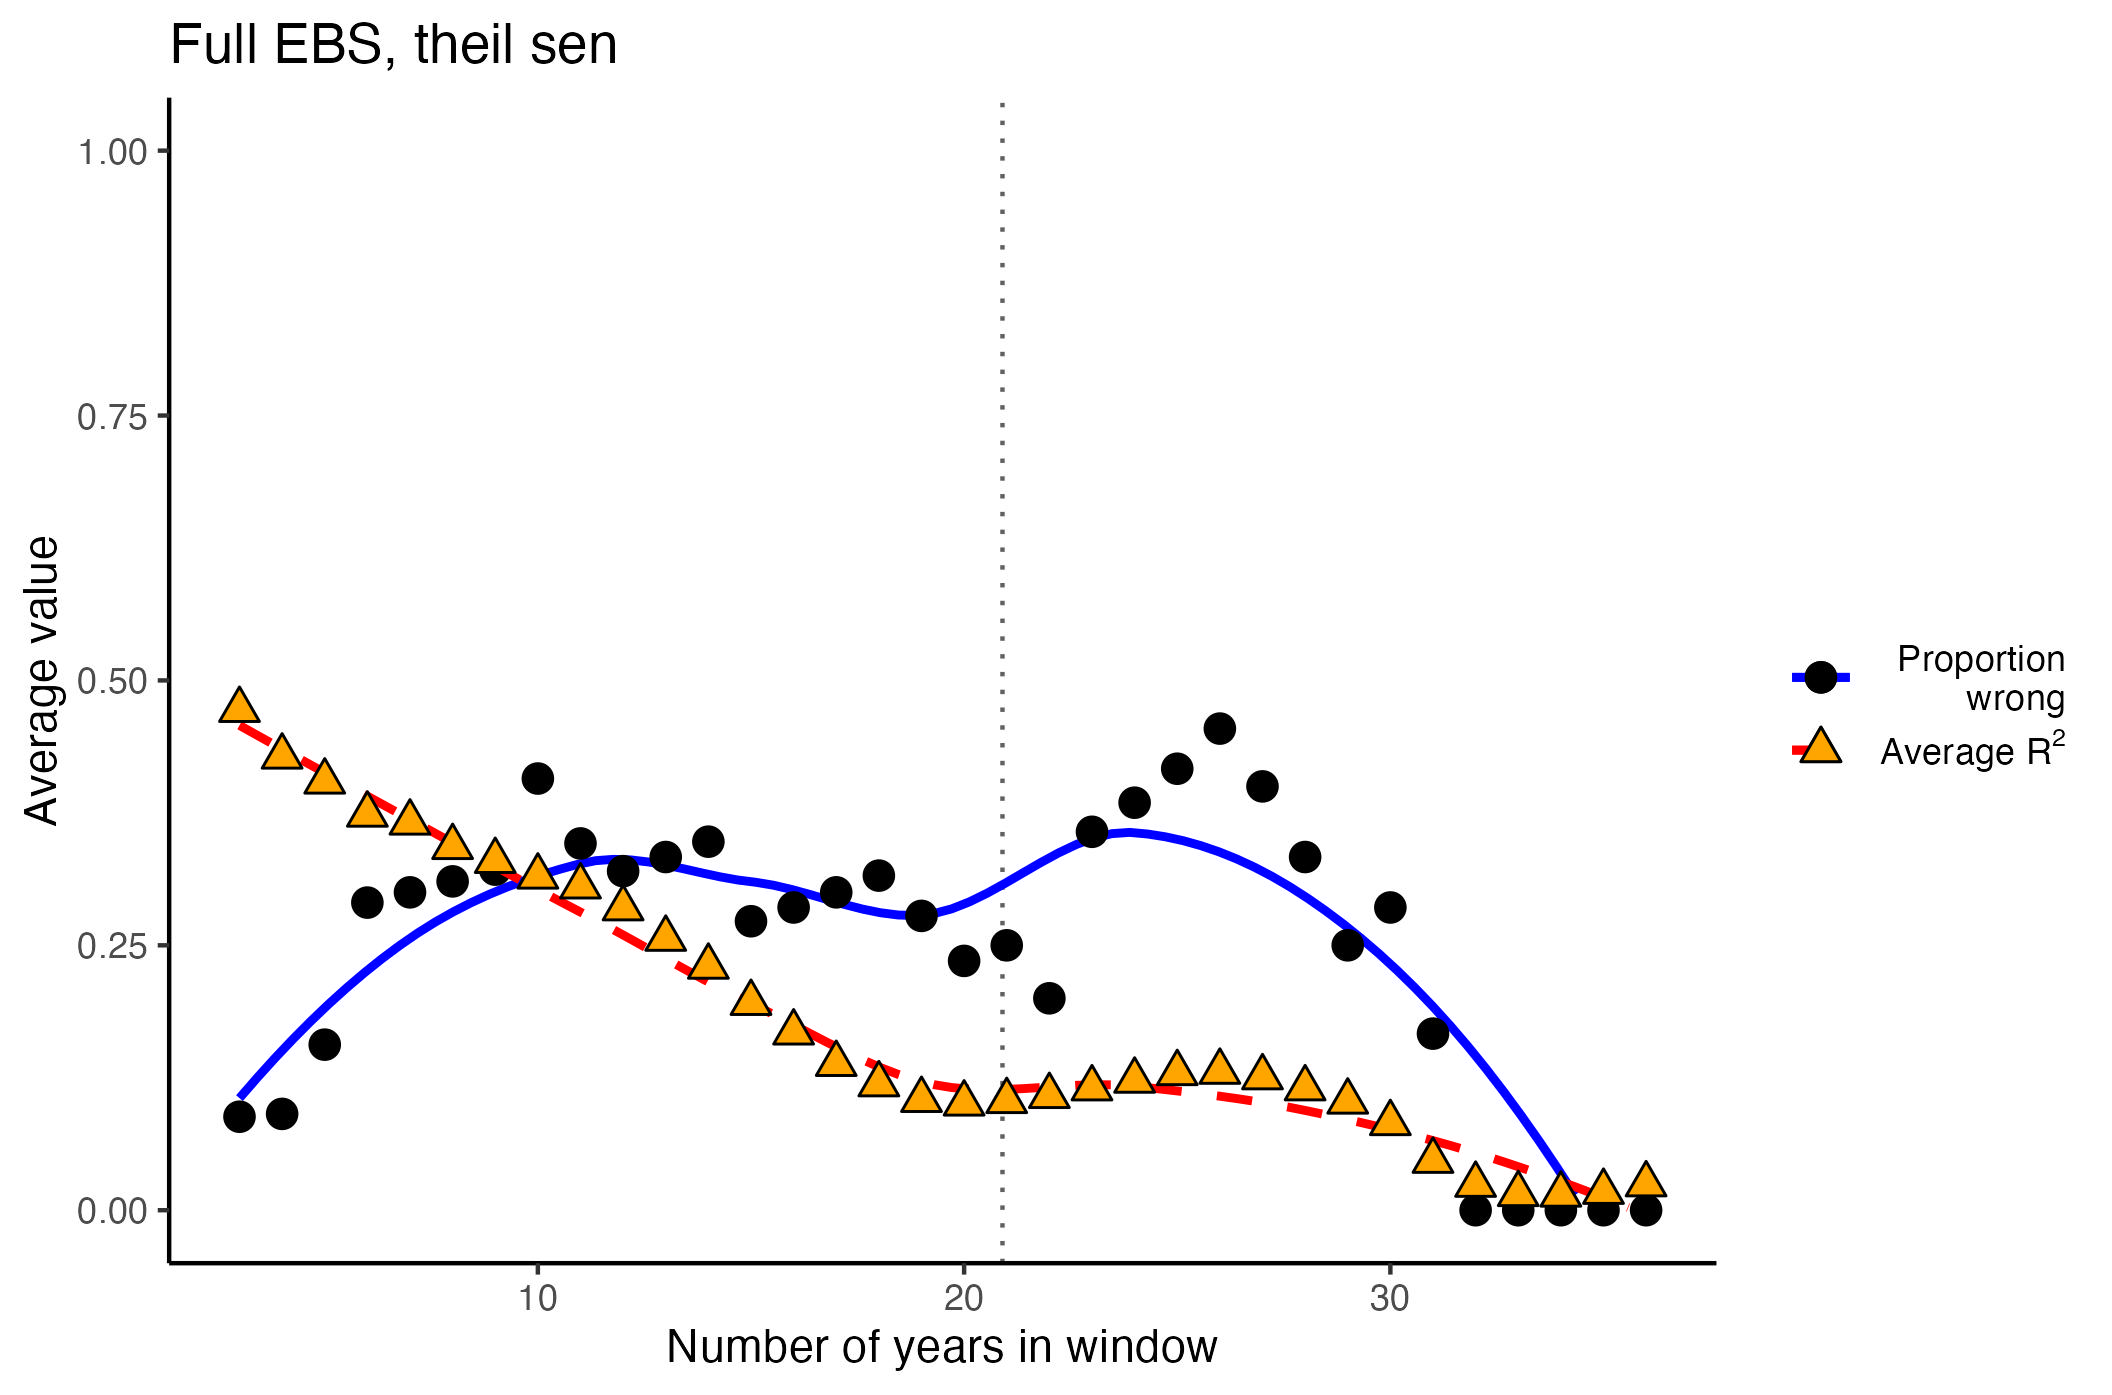 Full EBS, theil sen
1.00
0.75
0.50
0.25
0.00
Average value
10
20
30
Number of years in window
Proportion
wrong
Average R²